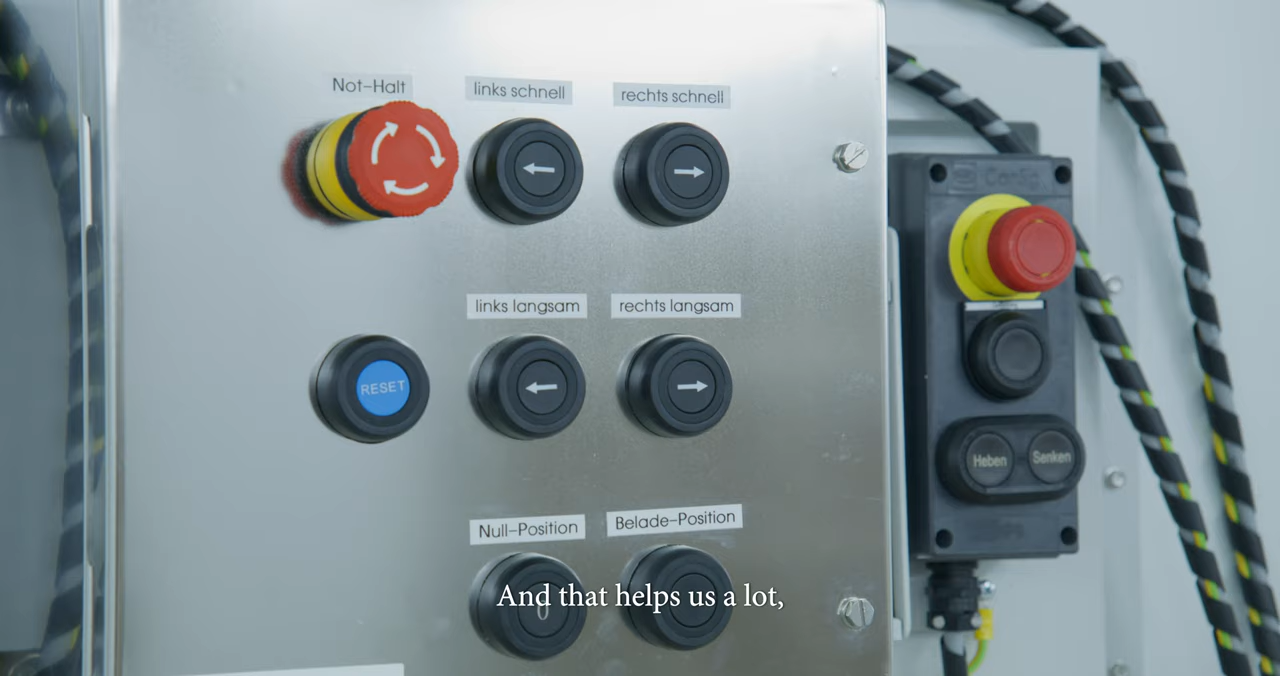 Not-Halt
links schnell
rechts schnell
links langsam
rechts langsam
RESET
Heben
Senken
Null-Position
Belade-Position
0
And that helps us a lot,